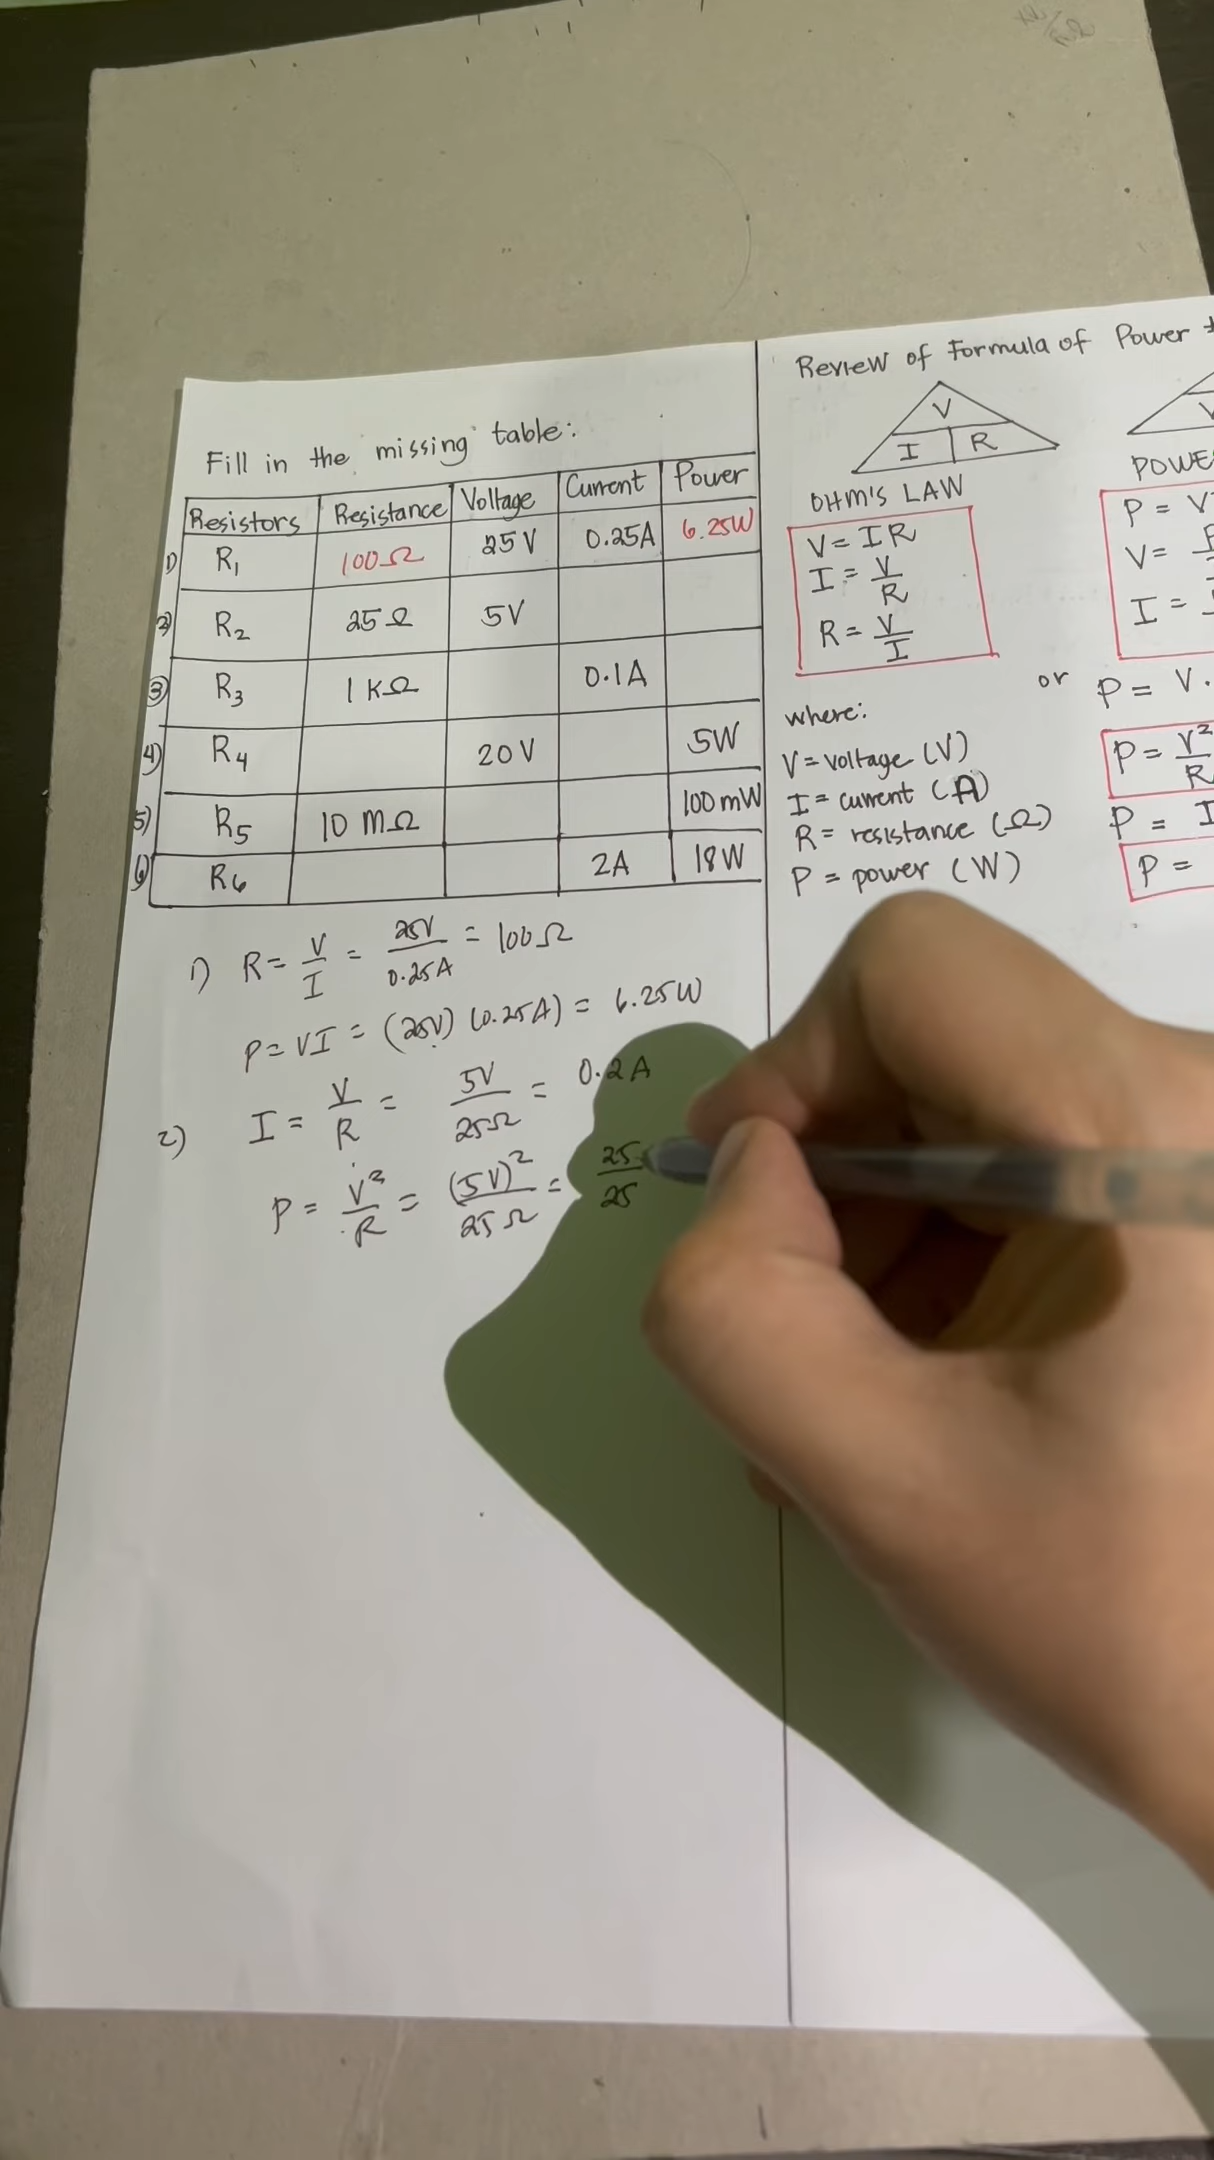 Fill in the missing table:
Resistors Resistance Voltage Current Power
1) R₁ 100Ω 25V 0.25A 6.25W
2) R₂ 25Ω 5V
3) R₃ 1KΩ 0.1A
4) R₄ 20V 5W
5) R₅ 10MΩ 100mW
6) R₆ 2A 18W
1) R = V/I = 25V/0.25A = 100Ω
P = VI = (25V)(0.25A) = 6.25W
2) I = V/R = 5V/25Ω = 0.2A
P = V²/R = (5V)²/25Ω = 25/25
Review of Formula of Power
V
I R
OHM'S LAW
V = IR
I = V/R
R = V/I
where:
V = voltage (V)
I = current (A)
R = resistance (Ω)
P = power (W)
V
P = V
V =
I =
or P = V.
P = V²/R
P = I
P =